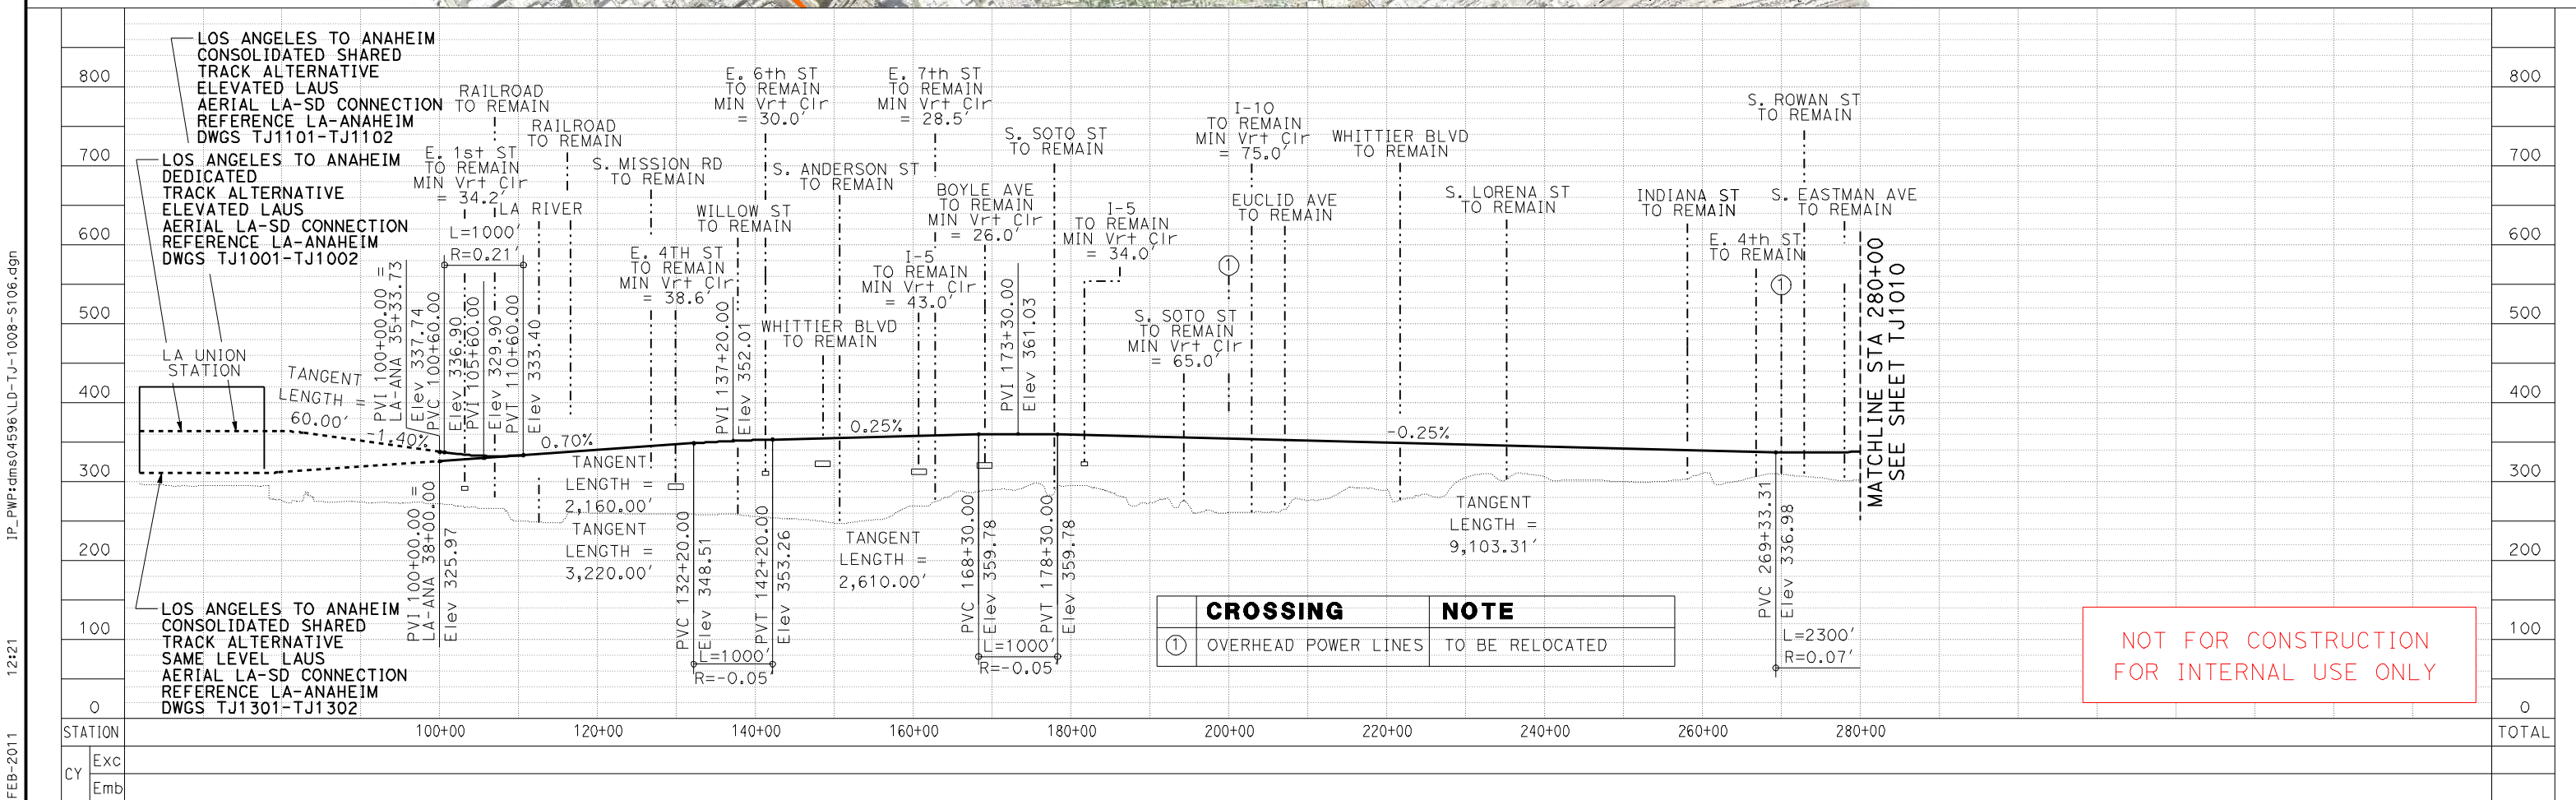 LOS ANGELES TO ANAHEIM
CONSOLIDATED SHARED
TRACK ALTERNATIVE
ELEVATED LAUS
AERIAL LA-SD CONNECTION
REFERENCE LA-ANAHEIM
DWGS TJ1101-TJ1102
LOS ANGELES TO ANAHEIM
DEDICATED
TRACK ALTERNATIVE
ELEVATED LAUS
AERIAL LA-SD CONNECTION
REFERENCE LA-ANAHEIM
DWGS TJ1001-TJ1002
LA UNION
STATION
LOS ANGELES TO ANAHEIM
CONSOLIDATED SHARED
TRACK ALTERNATIVE
SAME LEVEL LAUS
AERIAL LA-SD CONNECTION
REFERENCE LA-ANAHEIM
DWGS TJ1301-TJ1302
800
700
600
500
400
300
200
100
0
RAILROAD
TO REMAIN
RAILROAD
TO REMAIN
E. 1st ST
TO REMAIN
MIN Vrt Clr
= 34.2'
LA RIVER
L=1000'
R=0.21'
S. MISSION RD
TO REMAIN
E. 4TH ST
TO REMAIN
MIN Vrt Clr
= 38.6'
E. 6th ST
TO REMAIN
MIN Vrt Clr
= 30.0'
WILLOW ST
TO REMAIN
S. ANDERSON ST
TO REMAIN
WHITTIER BLVD
TO REMAIN
E. 7th ST
TO REMAIN
MIN Vrt Clr
= 28.5'
BOYLE AVE
TO REMAIN
MIN Vrt Clr
= 26.0'
I-5
TO REMAIN
MIN Vrt Clr
= 43.0'
S. SOTO ST
TO REMAIN
I-5
TO REMAIN
MIN Vrt Clr
= 34.0'
S. SOTO ST
TO REMAIN
MIN Vrt Clr
= 65.0'
I-10
TO REMAIN
MIN Vrt Clr
= 75.0'
1
EUCLID AVE
TO REMAIN
WHITTIER BLVD
TO REMAIN
S. LORENA ST
TO REMAIN
INDIANA ST
TO REMAIN
E. 4th ST
TO REMAIN
1
S. ROWAN ST
TO REMAIN
S. EASTMAN AVE
TO REMAIN
MATCHLINE STA 280+00
SEE SHEET TJ1010
TANGENT
LENGTH =
60.00'
-1.40%
PVI 100+00.00 =
LA-ANA 35+33.73
Elev 337.74
PVC 100+60.00
Elev 336.90
PVI 105+60.00
Elev 329.90
PVT 110+60.00
Elev 333.40
0.70%
PVI 137+20.00
Elev 352.01
0.25%
PVI 173+30.00
Elev 361.03
-0.25%
TANGENT
LENGTH =
2,160.00'
TANGENT
LENGTH =
3,220.00'
PVI 100+00.00 =
LA-ANA 38+00.00
Elev 325.97
PVC 132+20.00
Elev 348.51
PVT 142+20.00
Elev 353.26
L=1000'
R=-0.05'
TANGENT
LENGTH =
2,610.00'
PVC 168+30.00
Elev 359.78
PVT 178+30.00
Elev 359.78
L=1000'
R=-0.05'
TANGENT
LENGTH =
9,103.31'
PVC 269+33.31
Elev 336.98
L=2300'
R=0.07'
CROSSING NOTE
1 OVERHEAD POWER LINES TO BE RELOCATED
NOT FOR CONSTRUCTION
FOR INTERNAL USE ONLY
800
700
600
500
400
300
200
100
0
STATION 100+00 120+00 140+00 160+00 180+00 200+00 220+00 240+00 260+00 280+00 TOTAL
CY
Exc
Emb
IP_PWP:dms04596\LD-TJ-1008-S106.dgn
12:21
FEB-2011